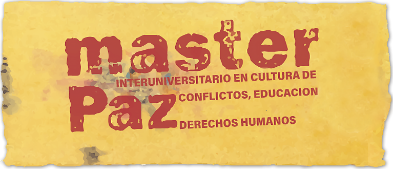 master
INTERUNIVERSITARIO EN CULTURA DE
Paz CONFLICTOS, EDUCACION
DERECHOS HUMANOS